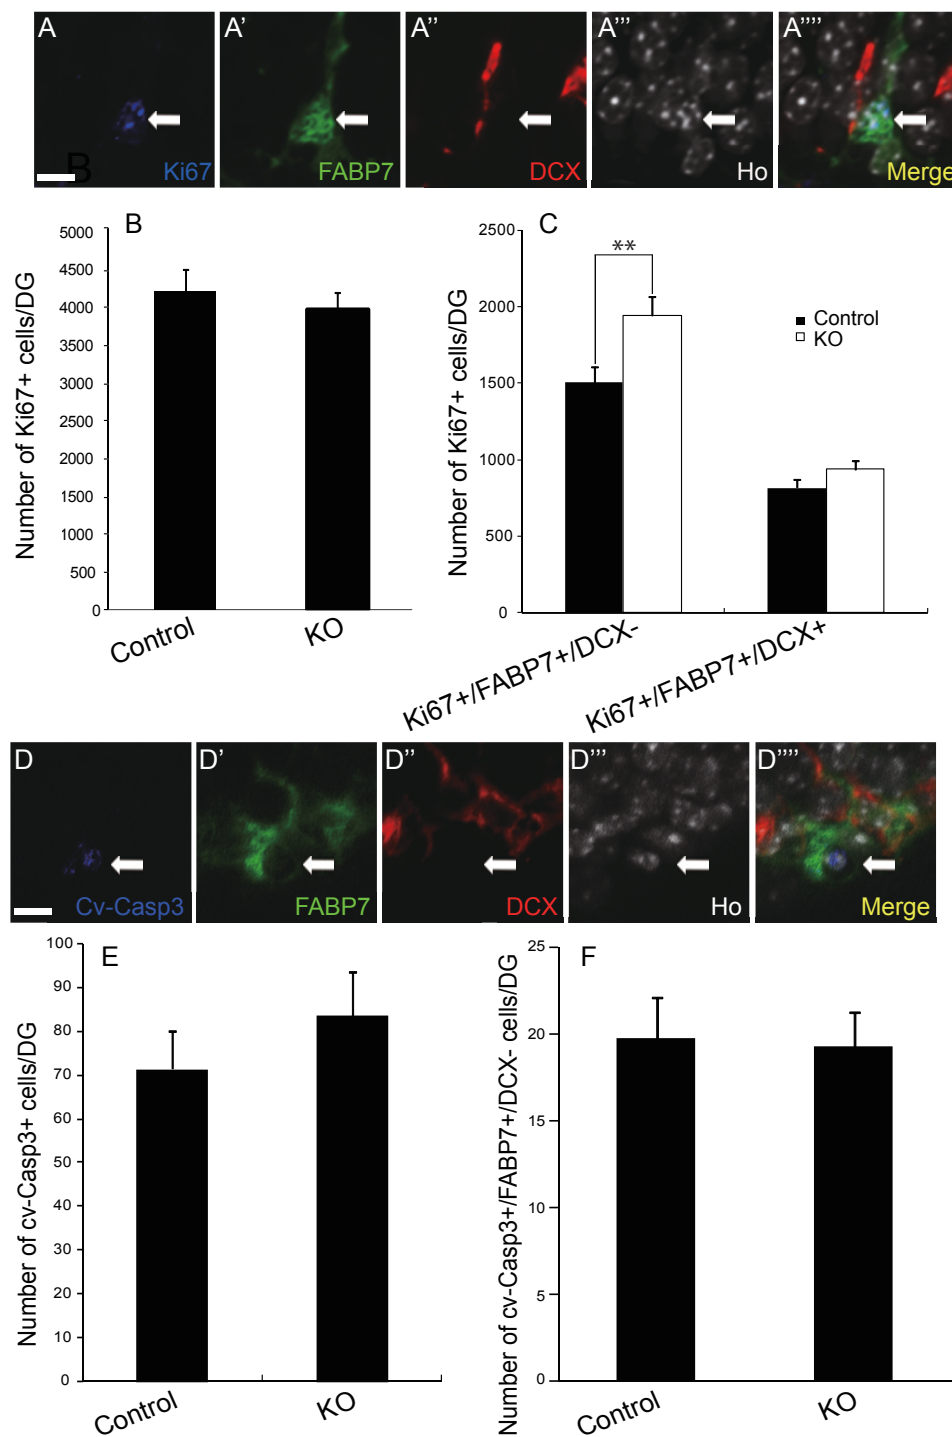 A A' A'' A''' A''''
B Ki67 FABP7 DCX Ho Merge
B
Number of Ki67+ cells/DG
5000
4500
4000
3500
3000
2500
2000
1500
1000
500
0
Control KO
C
Number of Ki67+ cells/DG
2500
2000
1500
1000
500
0
**
Control
KO
Ki67+/FABP7+/DCX- Ki67+/FABP7+/DCX+
D D' D'' D''' D''''
Cv-Casp3 FABP7 DCX Ho Merge
E
Number of cv-Casp3+ cells/DG
100
90
80
70
60
50
40
30
20
10
0
Control KO
F
Number of cv-Casp3+/FABP7+/DCX- cells/DG
25
20
15
10
5
0
Control KO